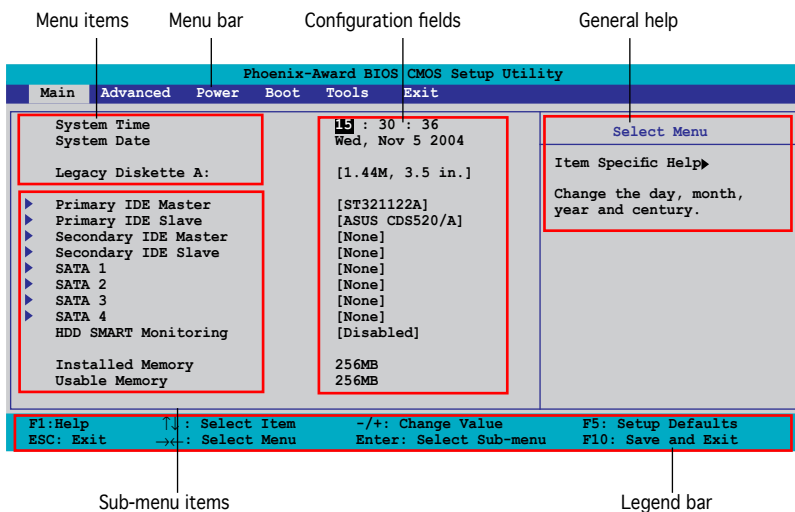 Menu items Menu bar Configuration fields General help
Phoenix-Award BIOS CMOS Setup Utility
Main Advanced Power Boot Tools Exit
System Time 15 : 30 : 36
System Date Wed, Nov 5 2004
Legacy Diskette A: [1.44M, 3.5 in.]
Primary IDE Master [ST321122A]
Primary IDE Slave [ASUS CDS520/A]
Secondary IDE Master [None]
Secondary IDE Slave [None]
SATA 1 [None]
SATA 2 [None]
SATA 3 [None]
SATA 4 [None]
HDD SMART Monitoring [Disabled]
Installed Memory 256MB
Usable Memory 256MB
Select Menu
Item Specific Help
Change the day, month,
year and century.
F1:Help ↑↓: Select Item -/+: Change Value F5: Setup Defaults
ESC: Exit →←: Select Menu Enter: Select Sub-menu F10: Save and Exit
Sub-menu items Legend bar